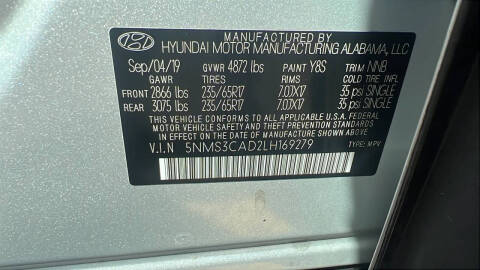 MANUFACTURED BY
HYUNDAI MOTOR MANUFACTURING ALABAMA, LLC
Sep/04/19 GVWR 4872 lbs PAINT Y8S TRIM NNB
GAWR TIRES RIMS COLD TIRE INFL
FRONT 2866 lbs 235/65R17 7.0JX17 35 psi SINGLE
REAR 3075 lbs 235/65R17 7.0JX17 35 psi SINGLE
THIS VEHICLE CONFORMS TO ALL APPLICABLE U.S. FEDERAL
MOTOR VEHICLE SAFETY STANDARDS IN EFFECT ON THE
DATE OF MANUFACTURE SHOWN ABOVE.
V.I.N 5NMS3CAD2LH169279 TYPE: MPV